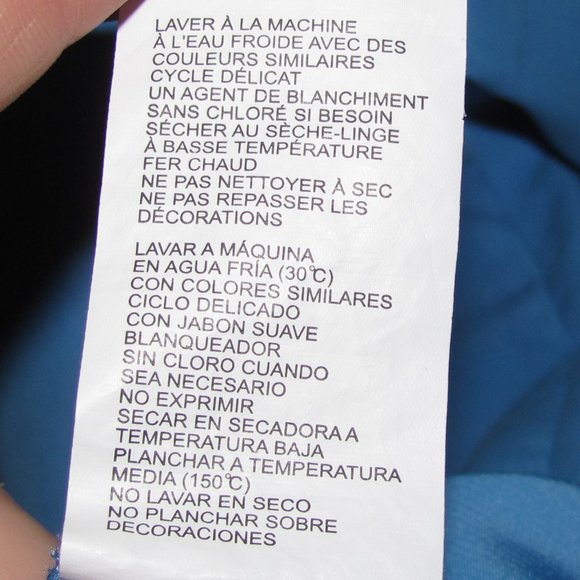 LAVER À LA MACHINE
À L'EAU FROIDE AVEC DES
COULEURS SIMILAIRES
CYCLE DÉLICAT
UN AGENT DE BLANCHIMENT
SANS CHLORÉ SI BESOIN
SÉCHER AU SÈCHE-LINGE
À BASSE TEMPÉRATURE
FER CHAUD
NE PAS NETTOYER À SEC
NE PAS REPASSER LES
DÉCORATIONS
LAVAR A MÁQUINA
EN AGUA FRÍA (30°C)
CON COLORES SIMILARES
CICLO DELICADO
CON JABON SUAVE
BLANQUEADOR
SIN CLORO CUANDO
SEA NECESARIO
NO EXPRIMIR
SECAR EN SECADORA A
TEMPERATURA BAJA
PLANCHAR A TEMPERATURA
MEDIA (150°C)
NO LAVAR EN SECO
NO PLANCHAR SOBRE
DECORACIONES